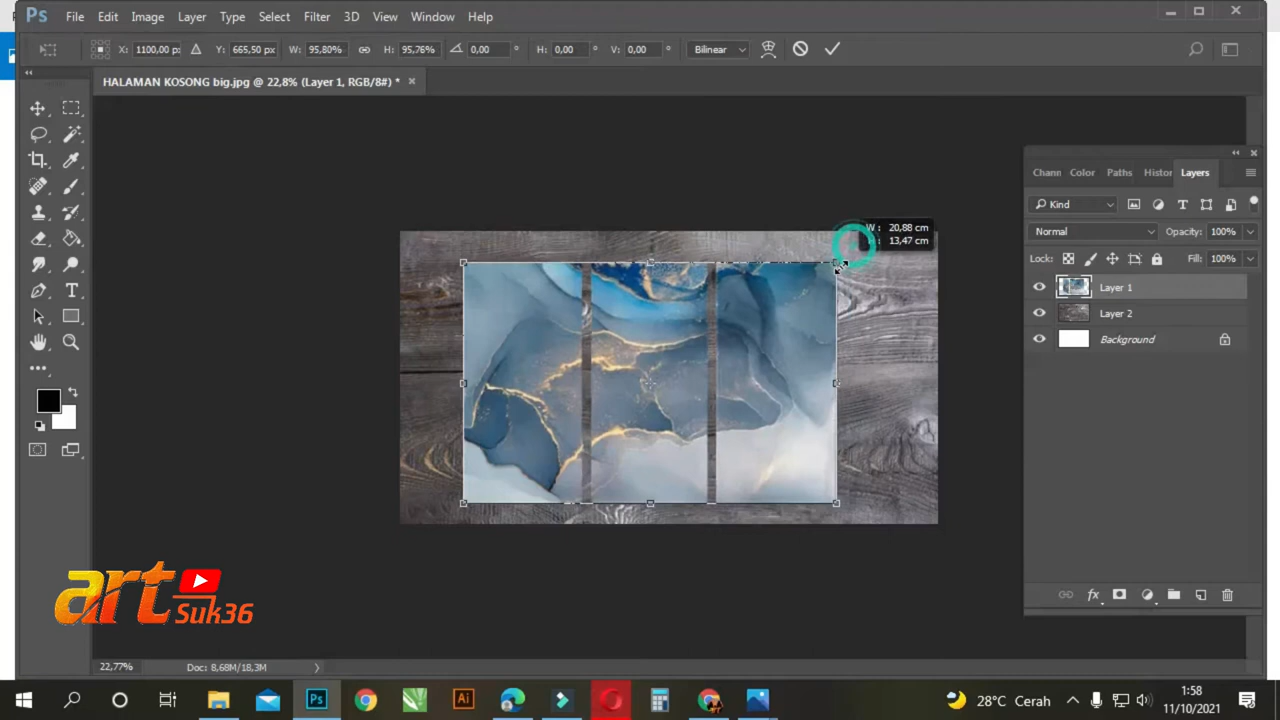 Ps File Edit Image Layer Type Select Filter 3D View Window Help
X: 1100,00 px Y: 665,50 px W: 95,80% H: 95,76% 0,00 ° H: 0,00 ° V: 0,00 ° Bilinear
HALAMAN KOSONG big.jpg @ 22,8% (Layer 1, RGB/8#) * ×
Chann Color Paths Histor Layers
Kind
Normal Opacity: 100%
Lock: Fill: 100%
Layer 1
Layer 2
Background
W: 20,88 cm
13,47 cm
T
fx
art
Suk36
22,77% Doc: 8,68M/18,3M
Ps Ai 28°C Cerah 1:58
11/10/2021